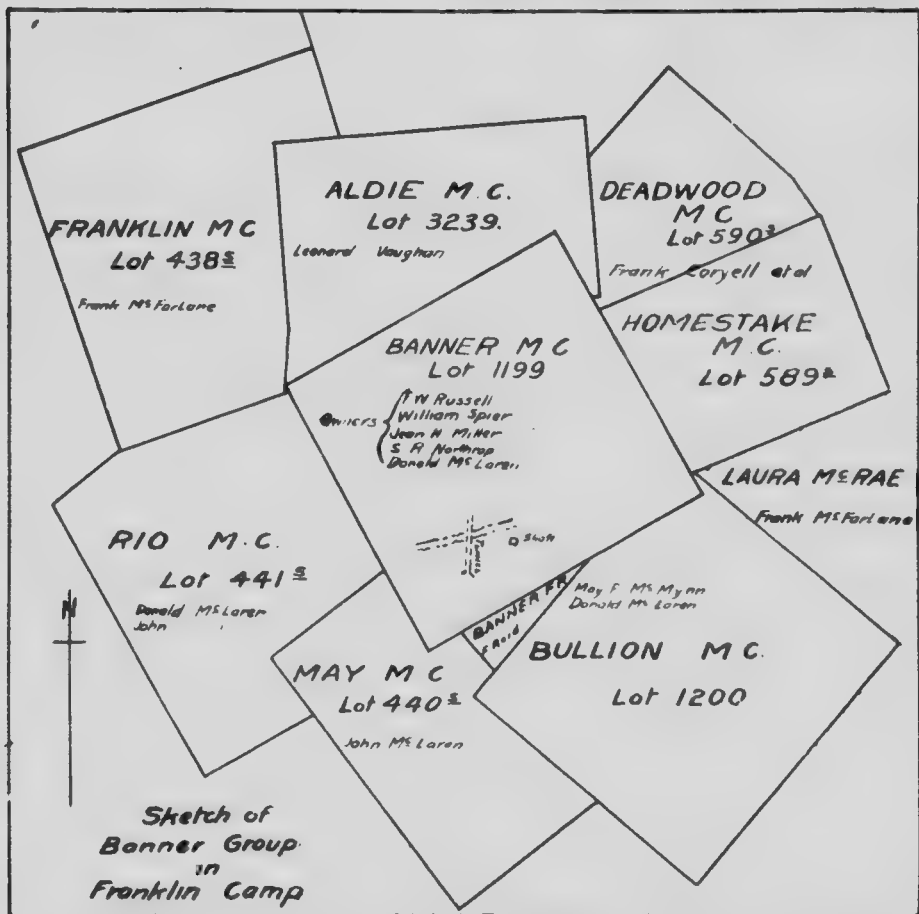 FRANKLIN M C
Lot 438 s
Frank McFarlane
ALDIE M.C.
Lot 3239.
Leonard Vaughan
DEADWOOD
M C
Lot 590 s
Frank Coryell et al
HOMESTAKE
M.C.
Lot 589 s
BANNER M C
Lot 1199
Owners
T W Russell
William Spier
Jean H Miller
S R Northrop
Donald McLaren
Shaft
LAURA McRAE
Frank McFarlane
RIO M.C.
Lot 441 s
Donald McLaren
John "
N
BANNER FR
May F McMynn
Donald McLaren
BULLION M C.
Lot 1200
MAY M C
Lot 440 s
John McLaren
Sketch of
Banner Group
in
Franklin Camp